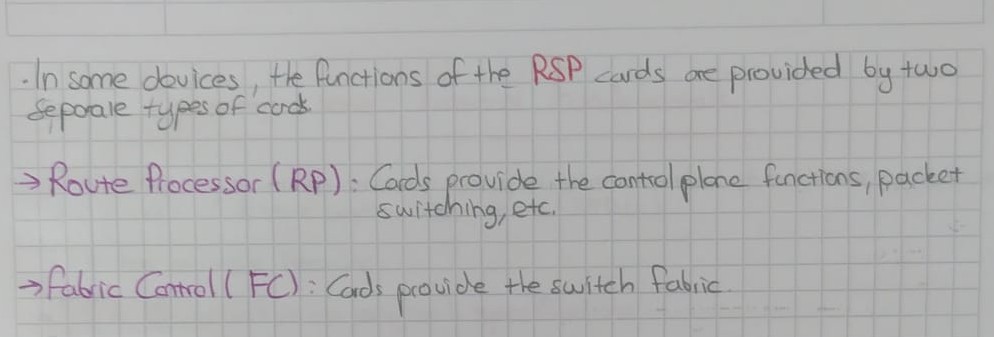 ·In some devices, the functions of the RSP cards are provided by two
separate types of cards.
→ Route Processor (RP): Cards provide the control plane functions, packet
switching, etc.
→ Fabric Control (FC): Cards provide the switch fabric.